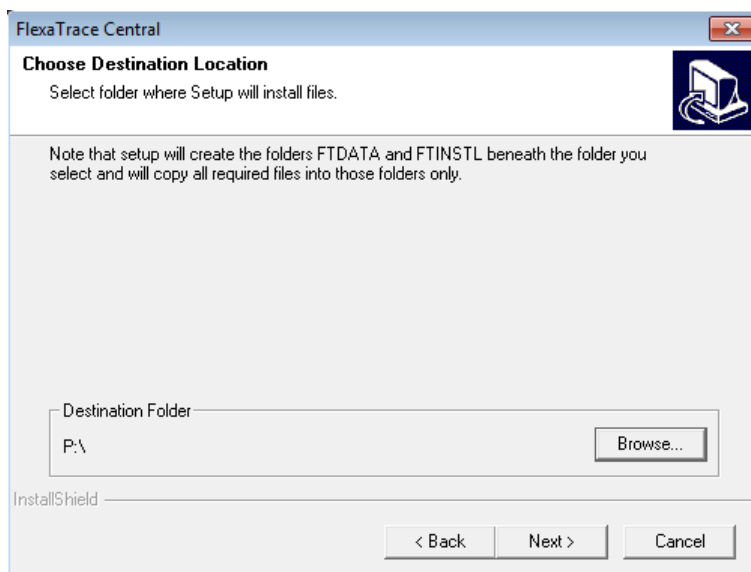 FlexaTrace Central
Choose Destination Location
Select folder where Setup will install files.
Note that setup will create the folders FTDATA and FTINSTL beneath the folder you
select and will copy all required files into those folders only.
Destination Folder
P:\
Browse...
InstallShield
< Back
Next >
Cancel